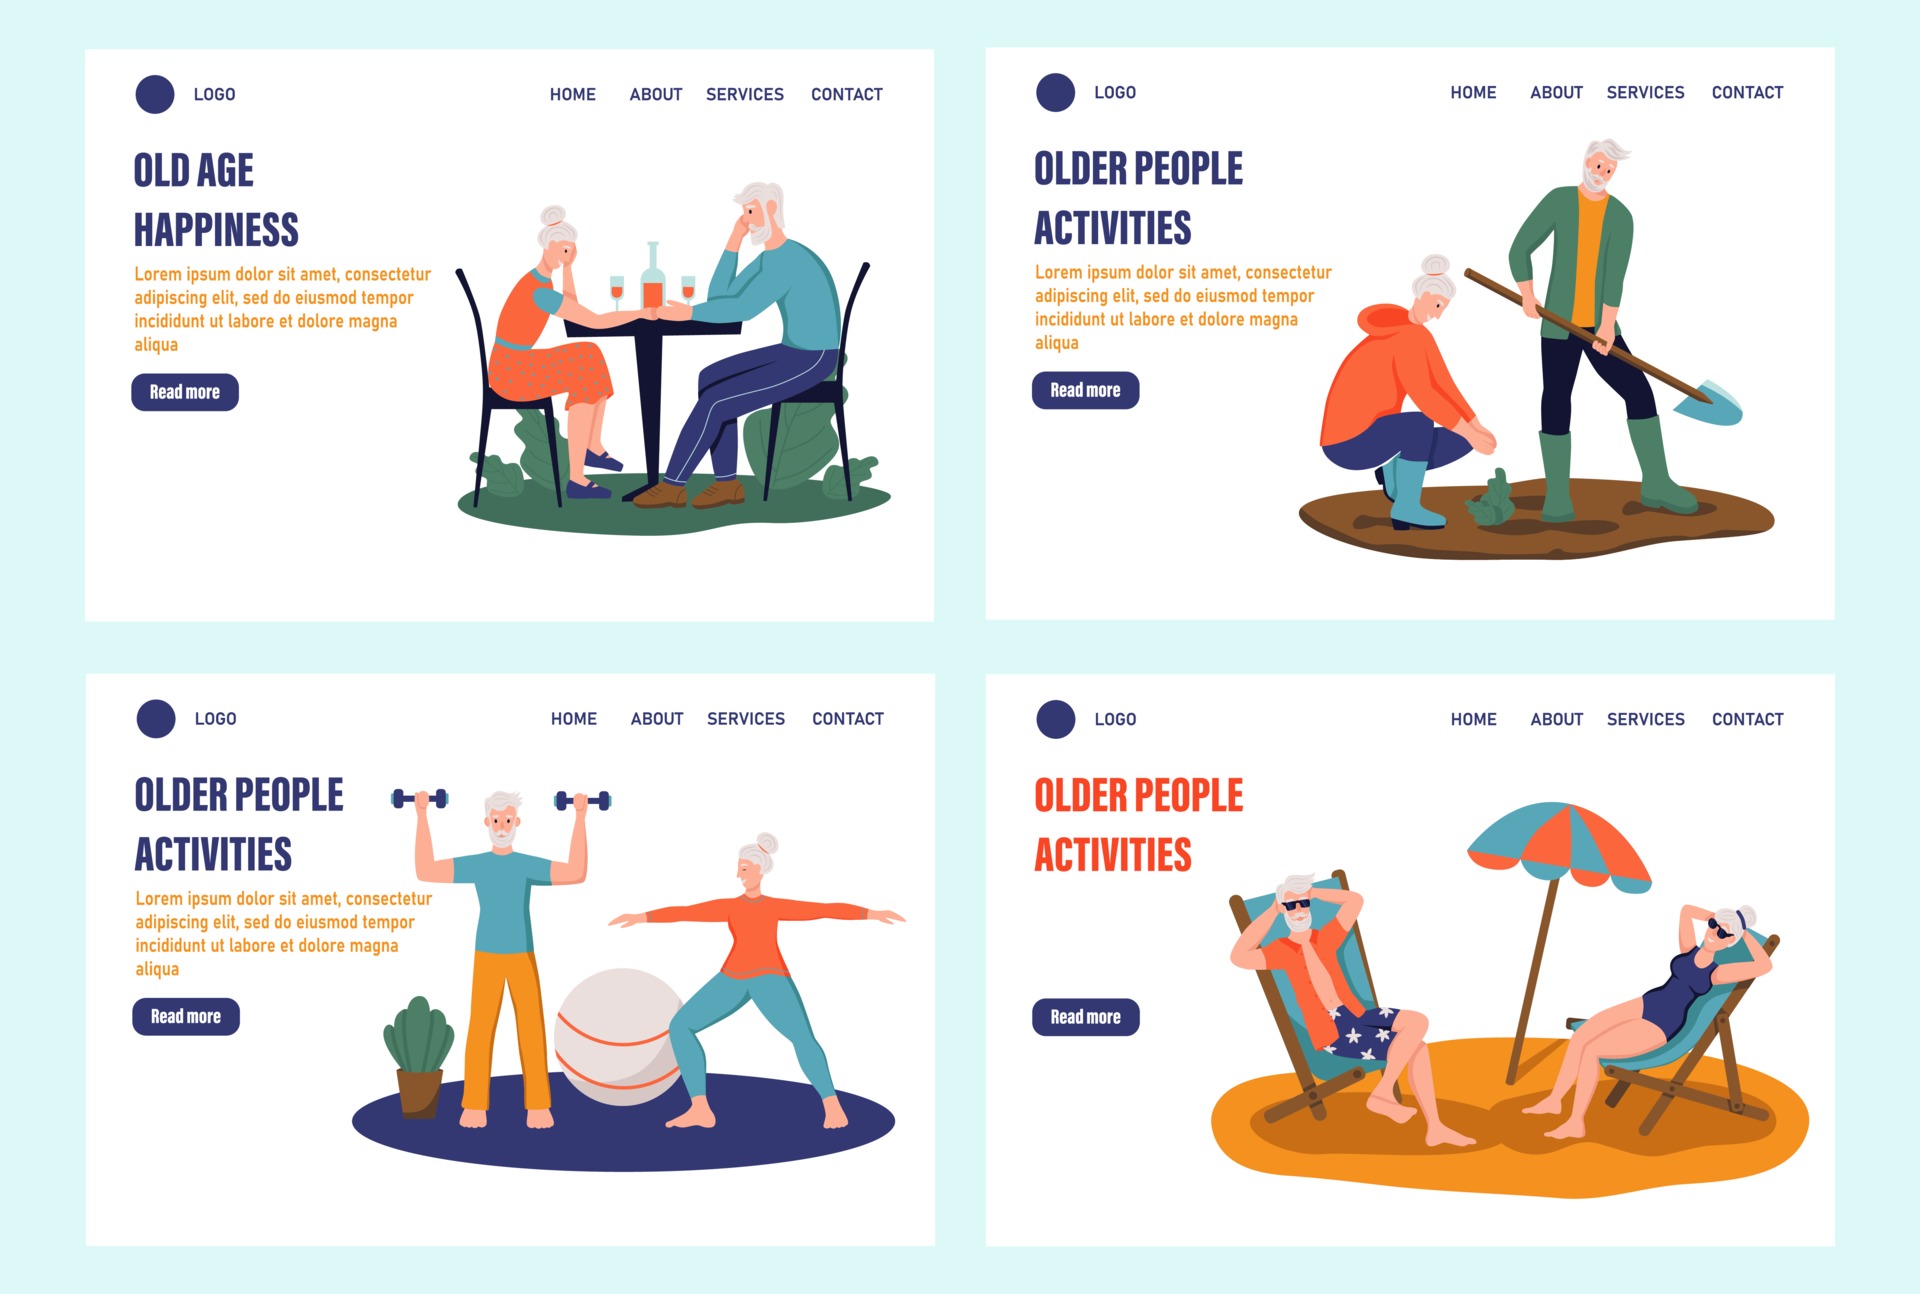 LOGO HOME ABOUT SERVICES CONTACT
OLD AGE
HAPPINESS
Lorem ipsum dolor sit amet, consectetur
adipiscing elit, sed do eiusmod tempor
incididunt ut labore et dolore magna
aliqua
Read more
LOGO HOME ABOUT SERVICES CONTACT
OLDER PEOPLE
ACTIVITIES
Lorem ipsum dolor sit amet, consectetur
adipiscing elit, sed do eiusmod tempor
incididunt ut labore et dolore magna
aliqua
Read more
LOGO HOME ABOUT SERVICES CONTACT
OLDER PEOPLE
ACTIVITIES
Lorem ipsum dolor sit amet, consectetur
adipiscing elit, sed do eiusmod tempor
incididunt ut labore et dolore magna
aliqua
Read more
LOGO HOME ABOUT SERVICES CONTACT
OLDER PEOPLE
ACTIVITIES
Read more